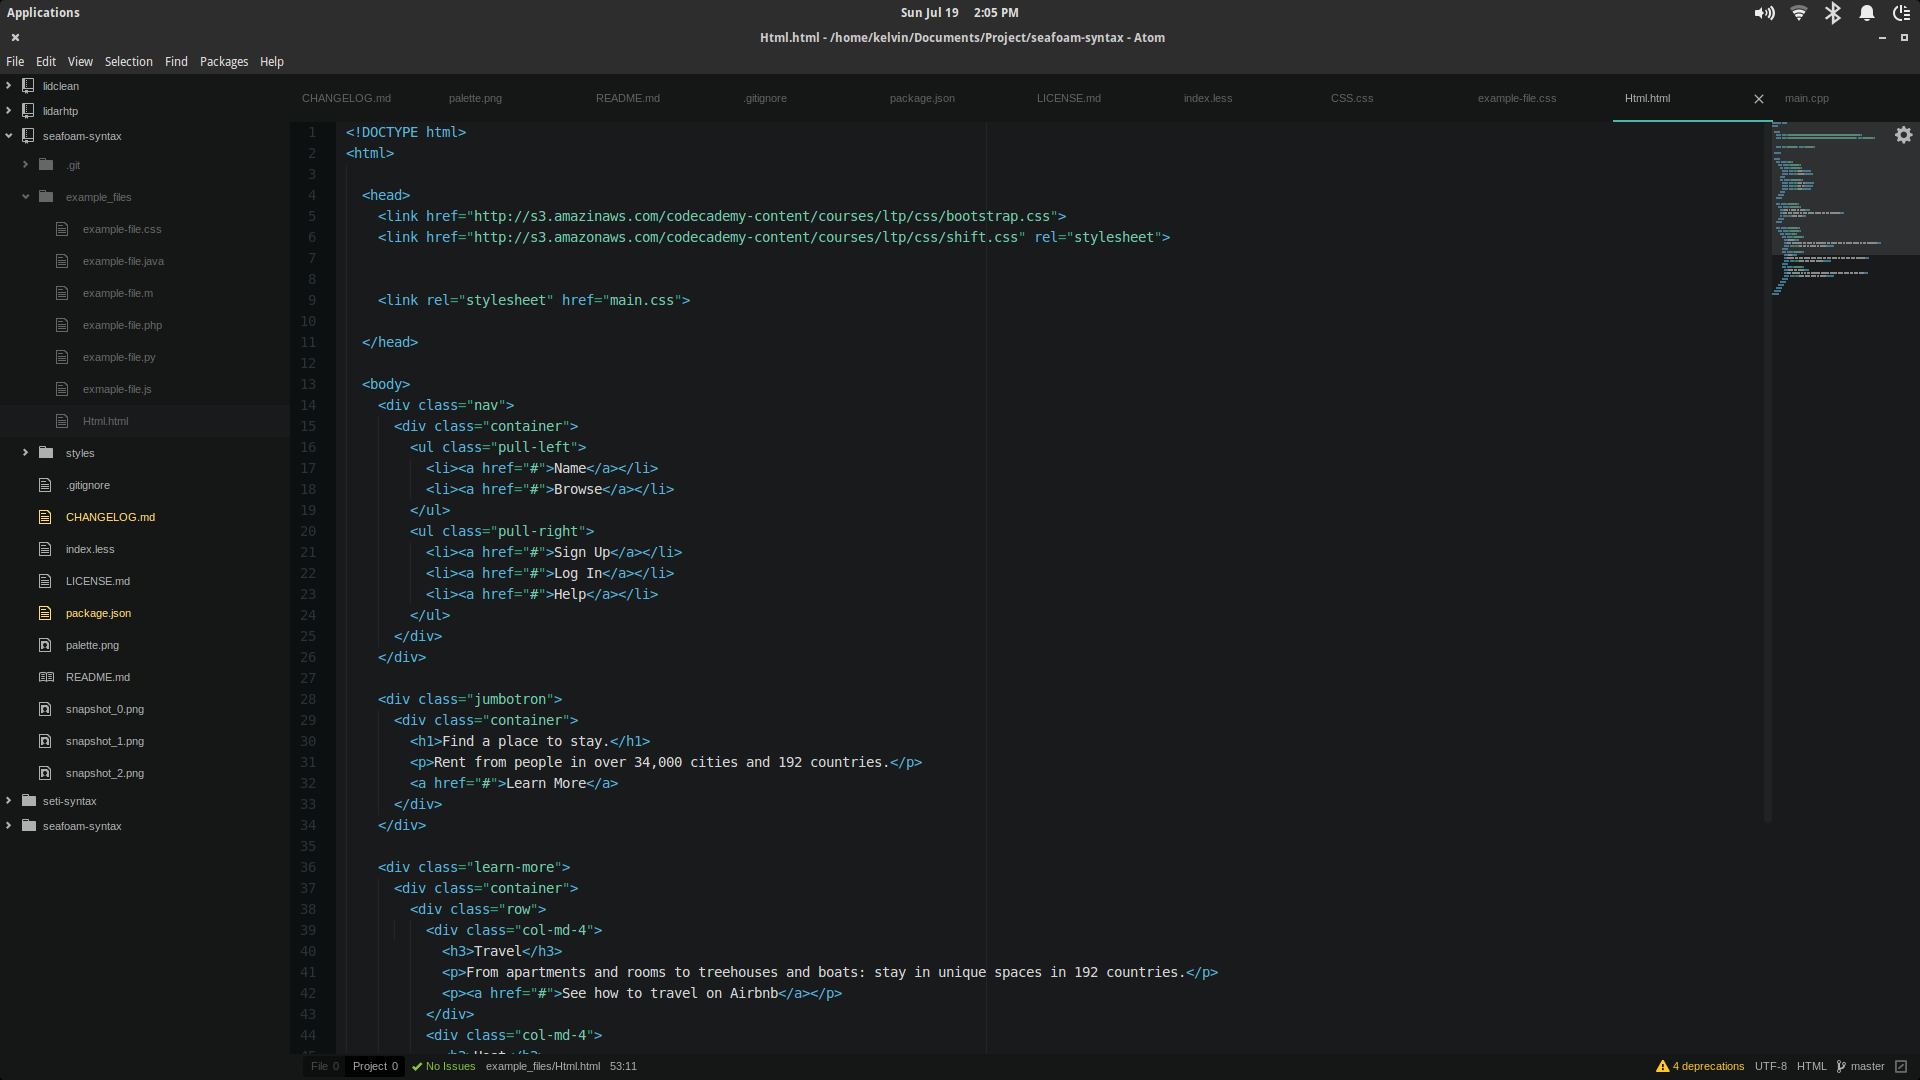 Applications
Sun Jul 19 2:05 PM
Html.html - /home/kelvin/Documents/Project/seafoam-syntax - Atom
File Edit View Selection Find Packages Help
lidclean
lidarhtp
seafoam-syntax
.git
example_files
example-file.css
example-file.java
example-file.m
example-file.php
example-file.py
exmaple-file.js
Html.html
styles
.gitignore
CHANGELOG.md
index.less
LICENSE.md
package.json
palette.png
README.md
snapshot_0.png
snapshot_1.png
snapshot_2.png
seti-syntax
seafoam-syntax
CHANGELOG.md palette.png README.md .gitignore package.json LICENSE.md index.less CSS.css example-file.css Html.html main.cpp
1 <!DOCTYPE html>
2 <html>
3
4 <head>
5 <link href="http://s3.amazinaws.com/codecademy-content/courses/ltp/css/bootstrap.css">
6 <link href="http://s3.amazonaws.com/codecademy-content/courses/ltp/css/shift.css" rel="stylesheet">
7
8
9 <link rel="stylesheet" href="main.css">
10
11 </head>
12
13 <body>
14 <div class="nav">
15 <div class="container">
16 <ul class="pull-left">
17 <li><a href="#">Name</a></li>
18 <li><a href="#">Browse</a></li>
19 </ul>
20 <ul class="pull-right">
21 <li><a href="#">Sign Up</a></li>
22 <li><a href="#">Log In</a></li>
23 <li><a href="#">Help</a></li>
24 </ul>
25 </div>
26 </div>
27
28 <div class="jumbotron">
29 <div class="container">
30 <h1>Find a place to stay.</h1>
31 <p>Rent from people in over 34,000 cities and 192 countries.</p>
32 <a href="#">Learn More</a>
33 </div>
34 </div>
35
36 <div class="learn-more">
37 <div class="container">
38 <div class="row">
39 <div class="col-md-4">
40 <h3>Travel</h3>
41 <p>From apartments and rooms to treehouses and boats: stay in unique spaces in 192 countries.</p>
42 <p><a href="#">See how to travel on Airbnb</a></p>
43 </div>
44 <div class="col-md-4">
File 0 Project 0 No Issues example_files/Html.html 53:11 4 deprecations UTF-8 HTML master